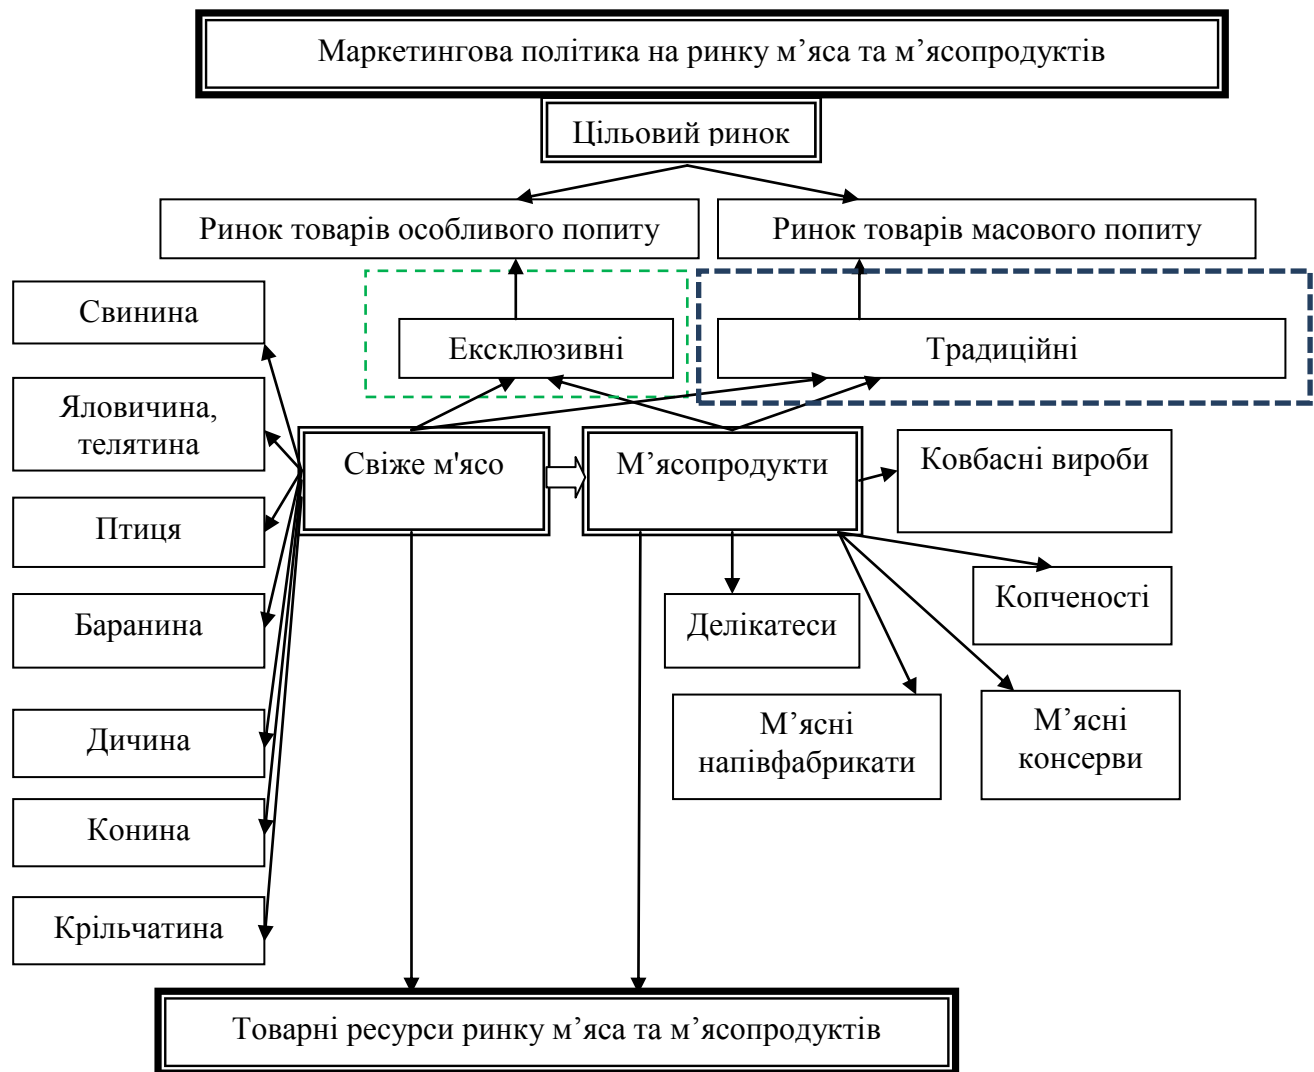 Маркетингова політика на ринку м’яса та м’ясопродуктів
Цільовий ринок
Ринок товарів особливого попиту
Ринок товарів масового попиту
Свинина
Ексклюзивні
Традиційні
Яловичина,
телятина
Свіже м'ясо
М’ясопродукти
Ковбасні вироби
Птиця
Баранина
Делікатеси
Копченості
Дичина
М’ясні
напівфабрикати
М’ясні
консерви
Конина
Крільчатина
Товарні ресурси ринку м’яса та м’ясопродуктів